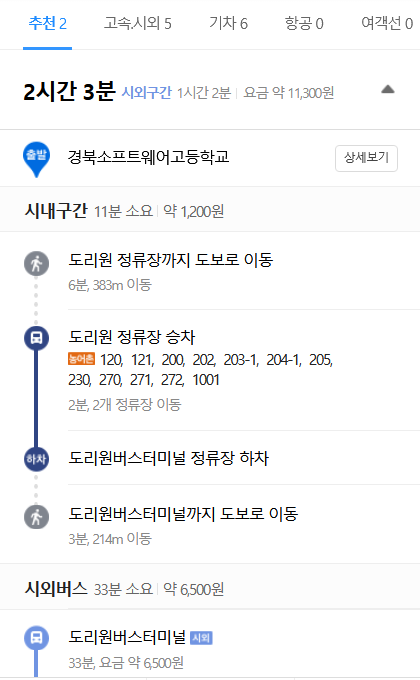 추천 2 고속.시외 5 기차 6 항공 0 여객선 0
2시간 3분 시외구간 1시간 2분 요금 약 11,300원
출발 경북소프트웨어고등학교 상세보기
시내구간 11분 소요 약 1,200원
도리원 정류장까지 도보로 이동
6분, 383m 이동
도리원 정류장 승차
농어촌 120, 121, 200, 202, 203-1, 204-1, 205,
230, 270, 271, 272, 1001
2분, 2개 정류장 이동
하차 도리원버스터미널 정류장 하차
도리원버스터미널까지 도보로 이동
3분, 214m 이동
시외버스 33분 소요 약 6,500원
도리원버스터미널 시외
33분, 요금 약 6,500원